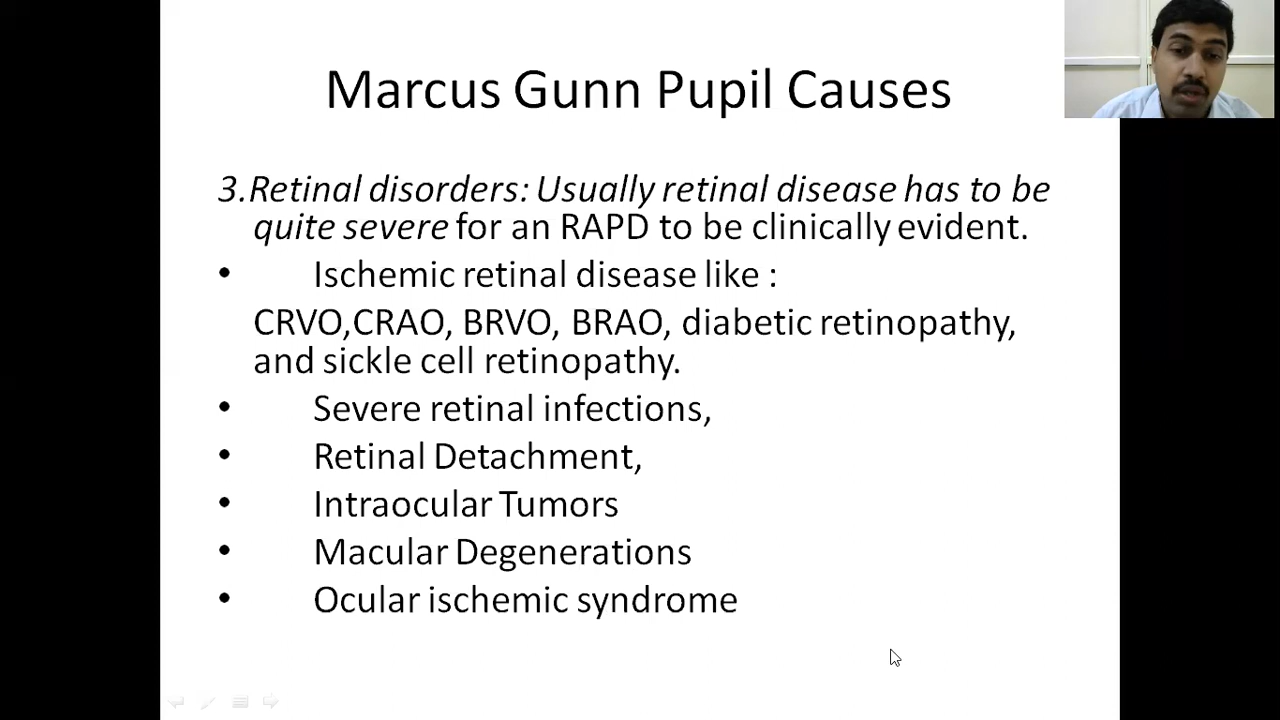 Marcus Gunn Pupil Causes
3.Retinal disorders: Usually retinal disease has to be
quite severe for an RAPD to be clinically evident.
• Ischemic retinal disease like :
CRVO,CRAO, BRVO, BRAO, diabetic retinopathy,
and sickle cell retinopathy.
• Severe retinal infections,
• Retinal Detachment,
• Intraocular Tumors
• Macular Degenerations
• Ocular ischemic syndrome